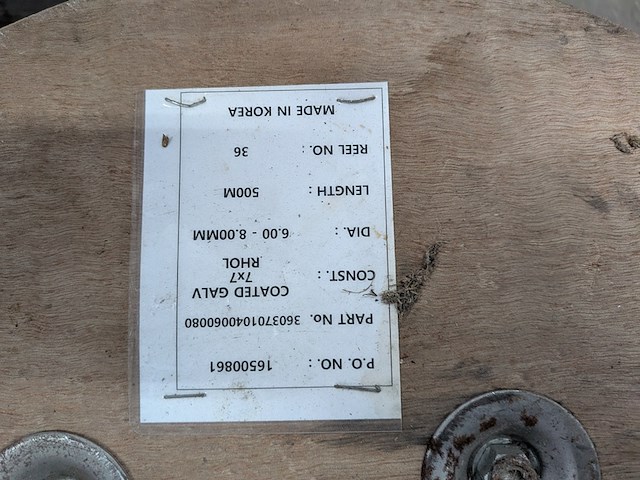 P.O. NO. : 16500861
PART No. 3603701040060080
COATED GALV
CONST. : 7x7
RHOL
DIA. : 6.00 - 8.00MM
LENGTH : 500M
REEL NO. : 36
MADE IN KOREA